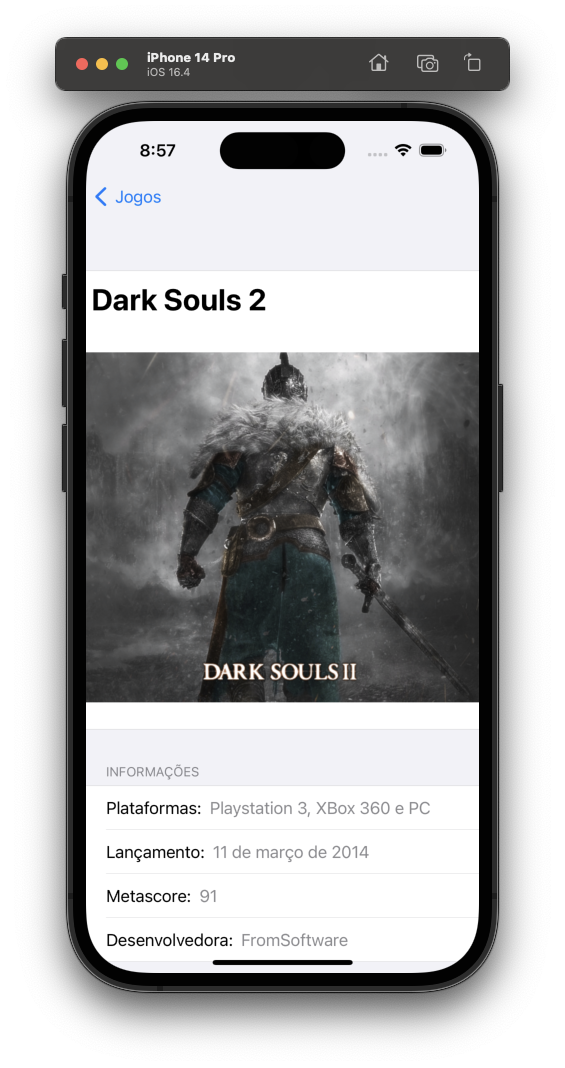 iPhone 14 Pro
iOS 16.4
8:57
Jogos
Dark Souls 2
DARK SOULS II
INFORMAÇÕES
Plataformas: Playstation 3, XBox 360 e PC
Lançamento: 11 de março de 2014
Metascore: 91
Desenvolvedora: FromSoftware